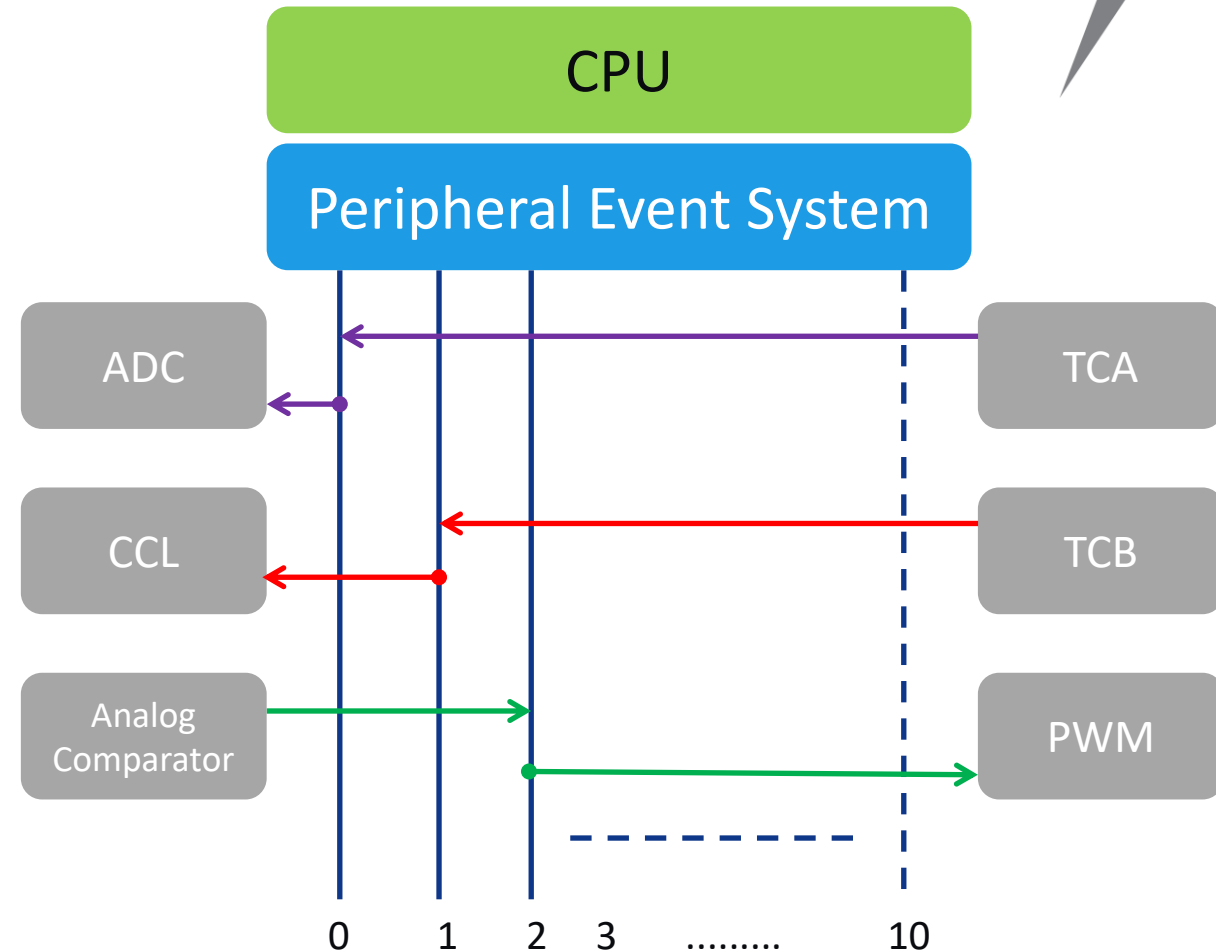 CPU
Peripheral Event System
ADC
TCA
CCL
TCB
Analog
Comparator
PWM
0 1 2 3 ......... 10